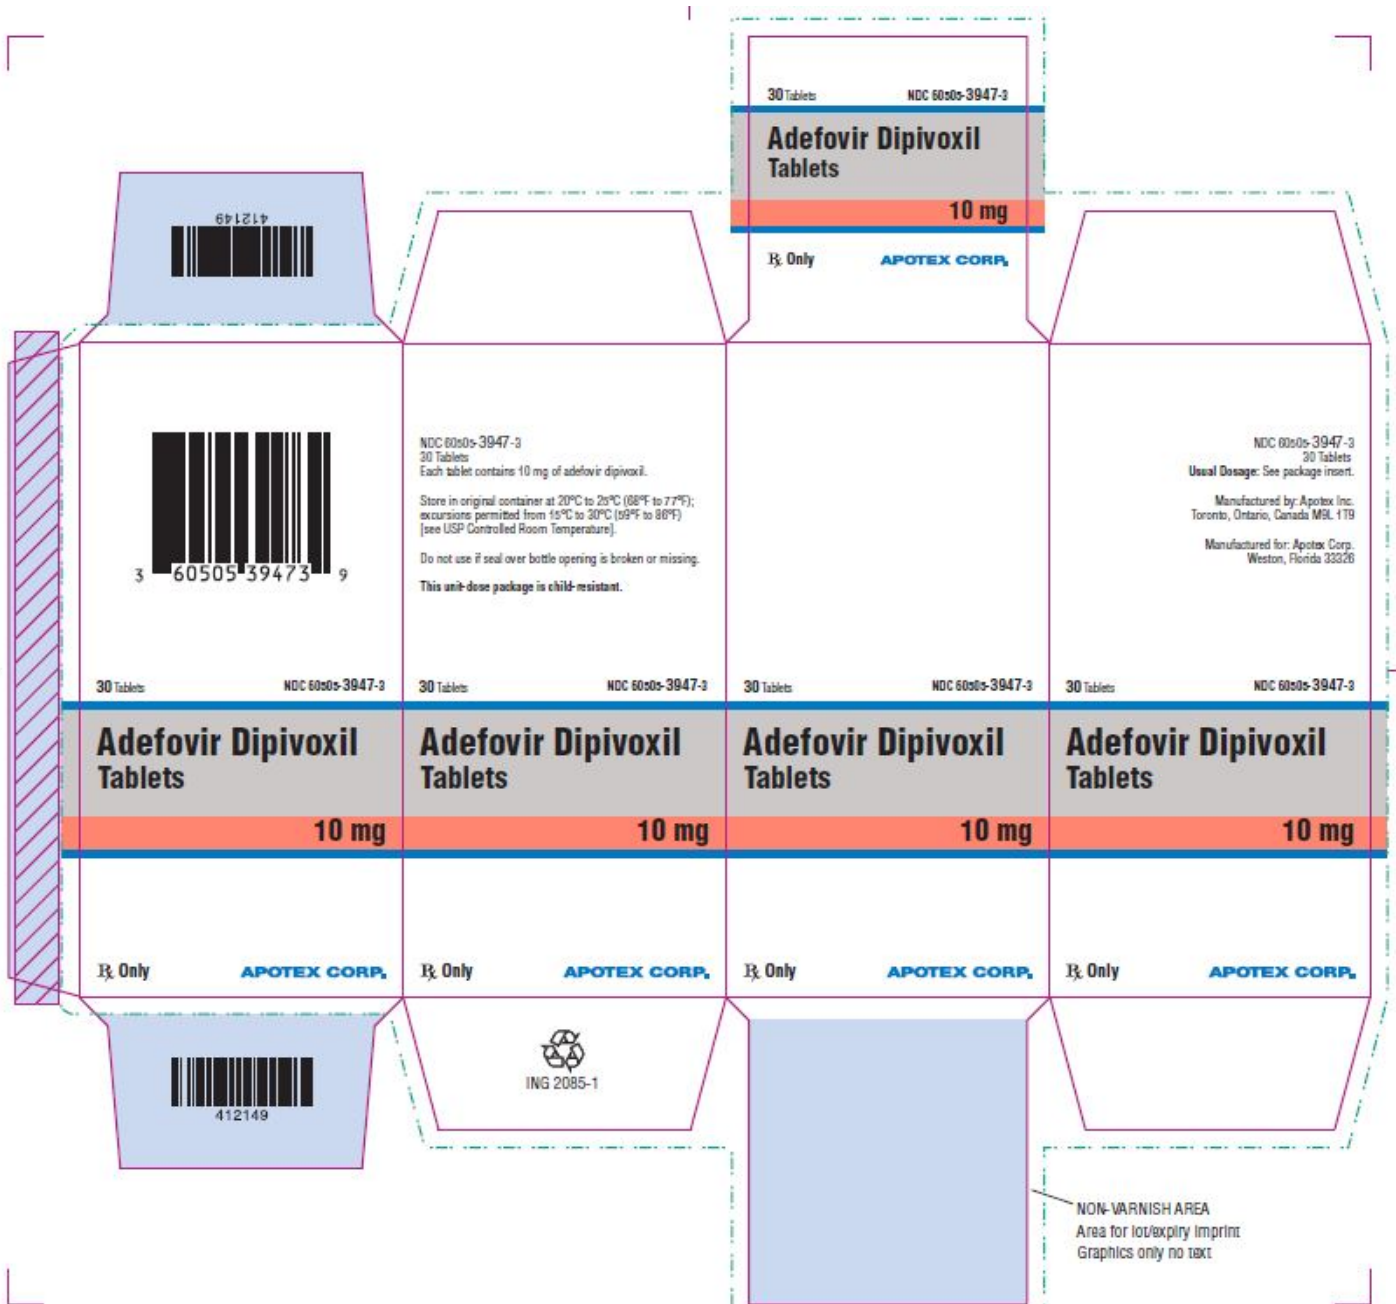 30 Tablets NDC 60505-3947-3
Adefovir Dipivoxil
Tablets
10 mg
℞ Only APOTEX CORP.
412149
3 60505 39473 9
30 Tablets NDC 60505-3947-3
Adefovir Dipivoxil
Tablets
10 mg
℞ Only APOTEX CORP.
412149
NDC 60505-3947-3
30 Tablets
Each tablet contains 10 mg of adefovir dipivoxil.
Store in original container at 20°C to 25°C (68°F to 77°F);
excursions permitted from 15°C to 30°C (59°F to 86°F)
[see USP Controlled Room Temperature].
Do not use if seal over bottle opening is broken or missing.
This unit-dose package is child-resistant.
30 Tablets NDC 60505-3947-3
Adefovir Dipivoxil
Tablets
10 mg
℞ Only APOTEX CORP.
ING 2085-1
30 Tablets NDC 60505-3947-3
Adefovir Dipivoxil
Tablets
10 mg
℞ Only APOTEX CORP.
NDC 60505-3947-3
30 Tablets
Usual Dosage: See package insert.
Manufactured by: Apotex Inc.
Toronto, Ontario, Canada M9L 1T9
Manufactured for: Apotex Corp.
Weston, Florida 33326
30 Tablets NDC 60505-3947-3
Adefovir Dipivoxil
Tablets
10 mg
℞ Only APOTEX CORP.
NON-VARNISH AREA
Area for lot/expiry imprint
Graphics only no text